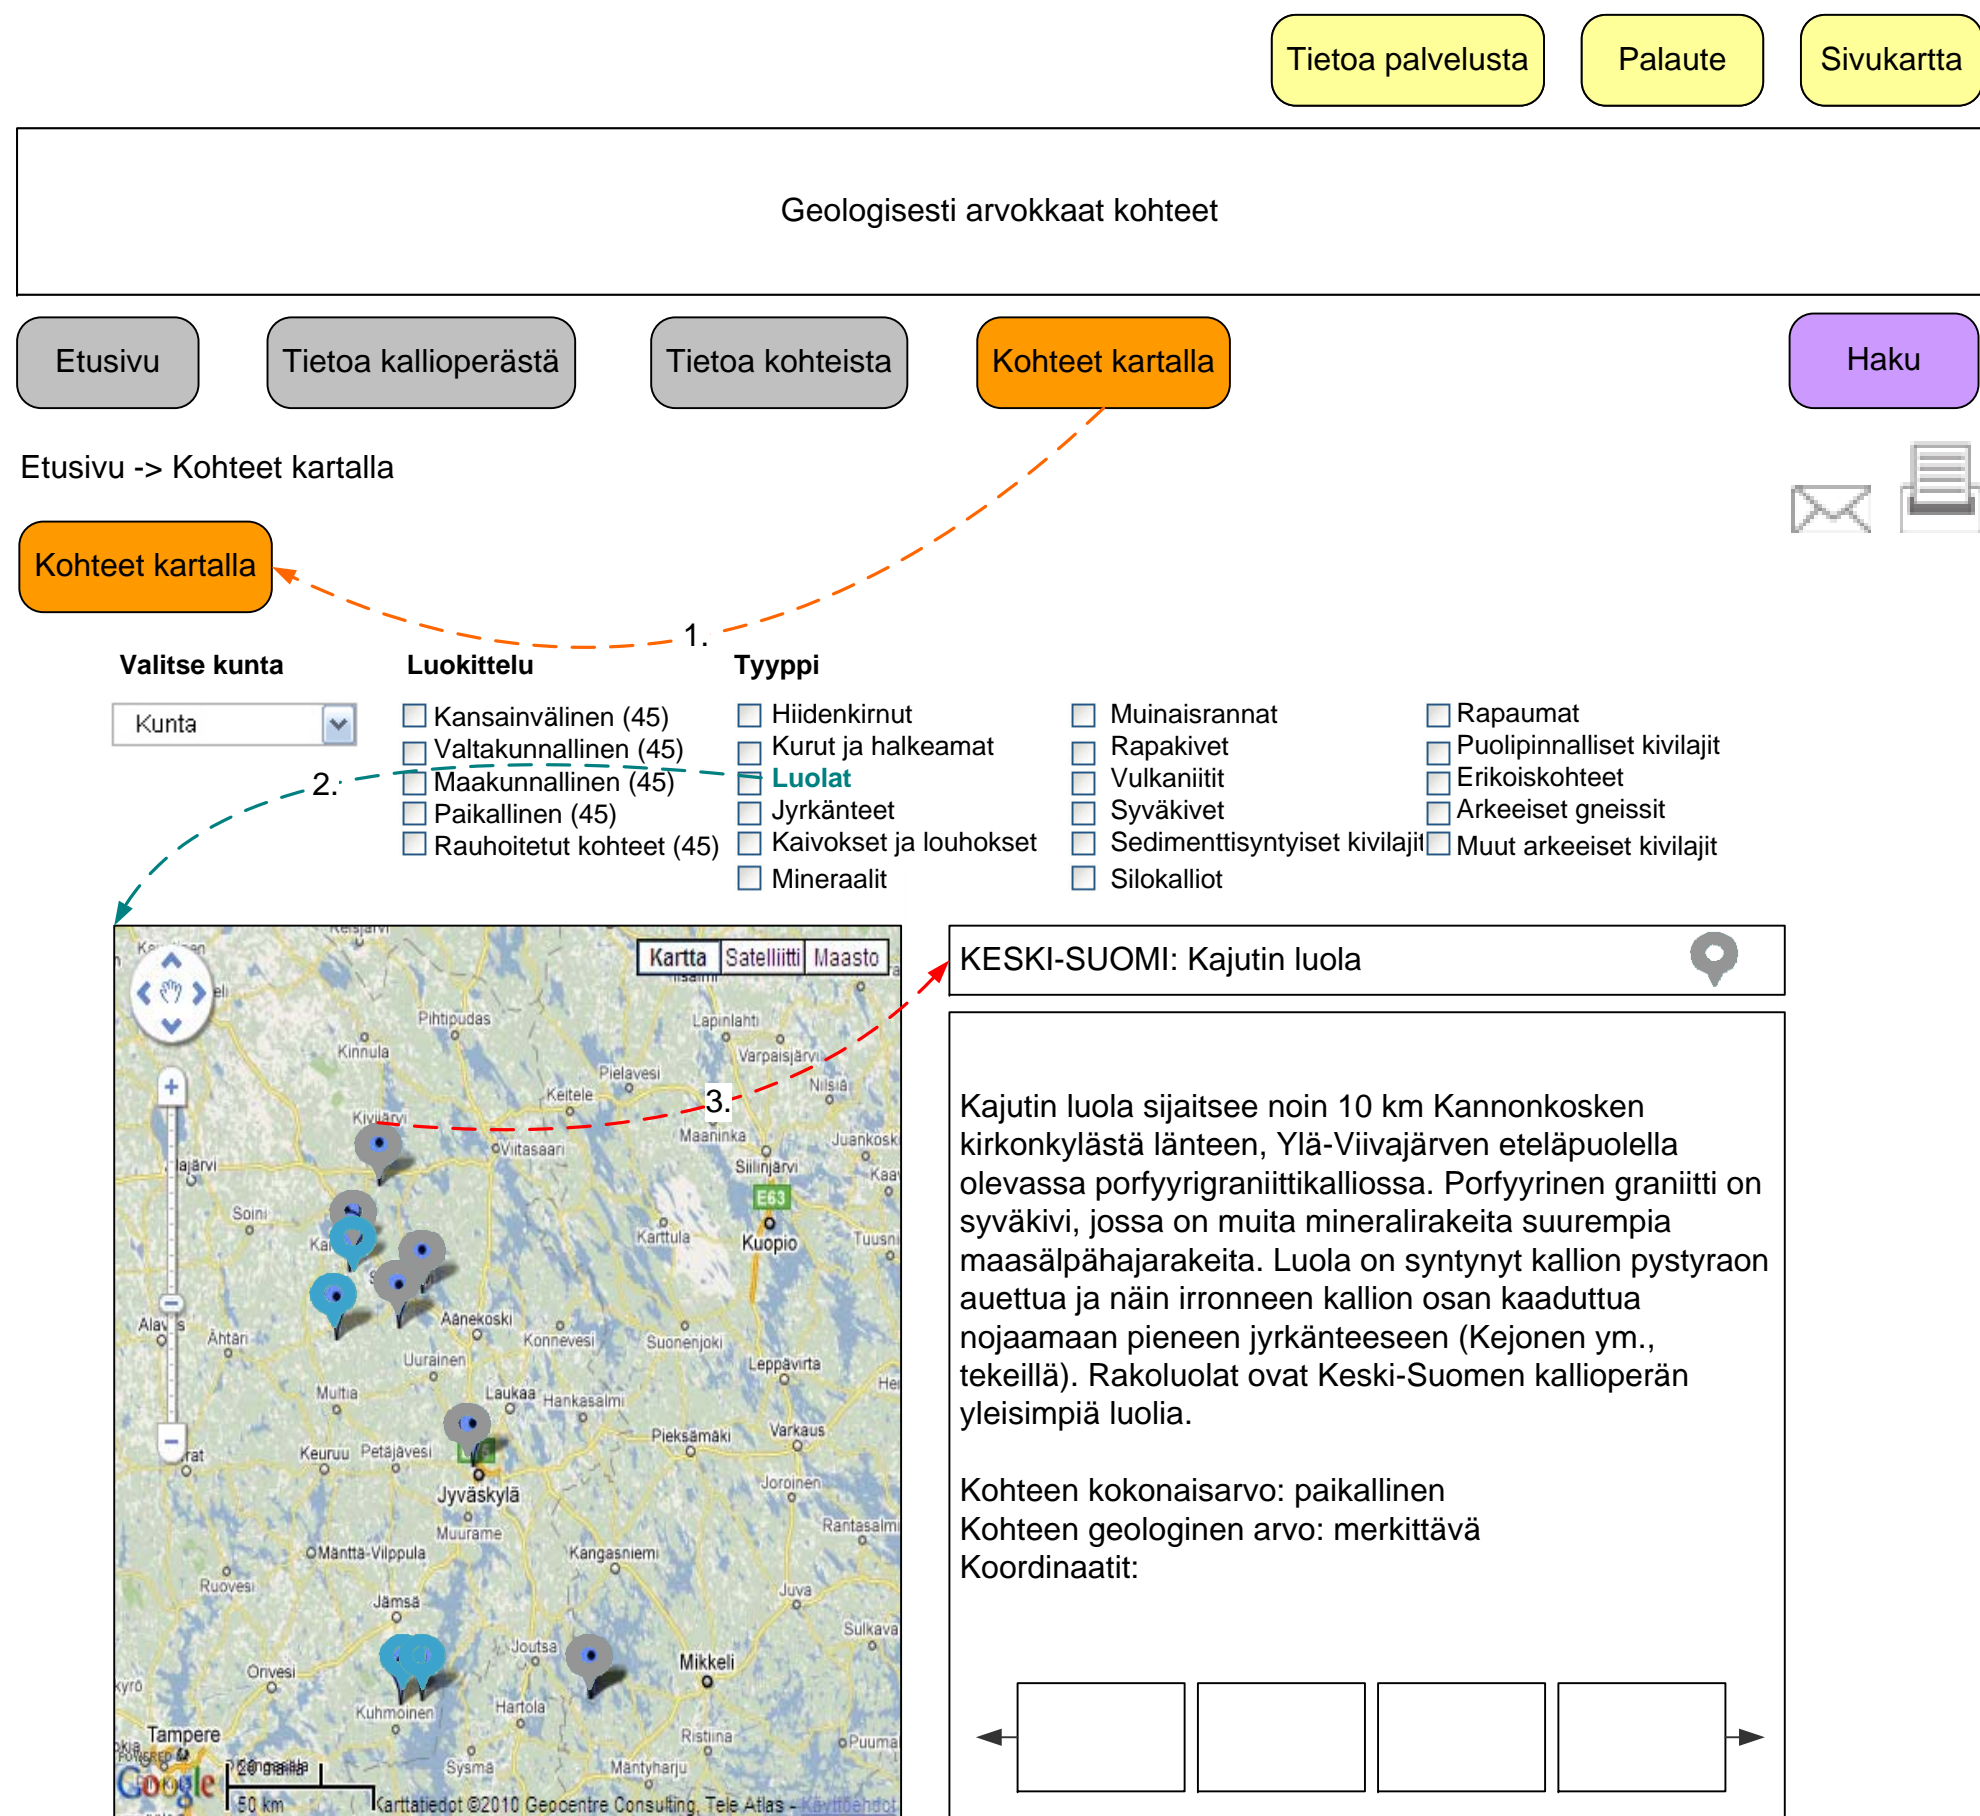 Tietoa palvelusta
Palaute
Sivukartta
Geologisesti arvokkaat kohteet
Etusivu
Tietoa kallioperästä
Tietoa kohteista
Kohteet kartalla
Haku
Etusivu -> Kohteet kartalla
Kohteet kartalla
1.
Valitse kunta
Kunta
Luokittelu
Kansainvälinen (45)
Valtakunnallinen (45)
Maakunnallinen (45)
Paikallinen (45)
Rauhoitetut kohteet (45)
Tyyppi
Hiidenkirnut
Kurut ja halkeamat
Luolat
Jyrkänteet
Kaivokset ja louhokset
Mineraalit
Muinaisrannat
Rapakivet
Vulkaniitit
Syväkivet
Sedimenttisyntyiset kivilajit
Silokalliot
Rapaumat
Puolipinnalliset kivilajit
Erikoiskohteet
Arkeeiset gneissit
Muut arkeeiset kivilajit
2.
Kartta
Satelliitti
Maasto
Pihtipudas
Lapinlahti
Kinnula
Varpaisjärvi
Pielavesi
Nilsiä
Keitele
3.
Kivijärvi
Maaninka
Juankosk
Viitasaari
Siilinjärvi
Kaav
ajärvi
E63
Soini
Karttula
Kuopio
Tuusni
Äänekoski
Konnevesi
Suonenjoki
Ähtäri
Uurainen
Leppävirta
Multia
Laukaa
Hankasalmi
Varkaus
Pieksämäki
Keuruu
Petäjävesi
Joroinen
Jyväskylä
Muurame
Rantasalmi
Mänttä-Vilppula
Kangasniemi
Ruovesi
Juva
Jämsä
Sulkava
Joutsa
Mikkeli
Orivesi
Kuhmoinen
Hartola
Ristiina
Puuma
Tampere
Sysmä
Mäntyharju
POWERED
Google
20 mailia
50 km
Karttatiedot ©2010 Geocentre Consulting, Tele Atlas - Käyttöehdot
KESKI-SUOMI: Kajutin luola
Kajutin luola sijaitsee noin 10 km Kannonkosken
kirkonkylästä länteen, Ylä-Viivajärven eteläpuolella
olevassa porfyyrigraniittikalliossa. Porfyyrinen graniitti on
syväkivi, jossa on muita mineralirakeita suurempia
maasälpähajarakeita. Luola on syntynyt kallion pystyraon
auettua ja näin irronneen kallion osan kaaduttua
nojaamaan pieneen jyrkänteeseen (Kejonen ym.,
tekeillä). Rakoluolat ovat Keski-Suomen kallioperän
yleisimpiä luolia.
Kohteen kokonaisarvo: paikallinen
Kohteen geologinen arvo: merkittävä
Koordinaatit: